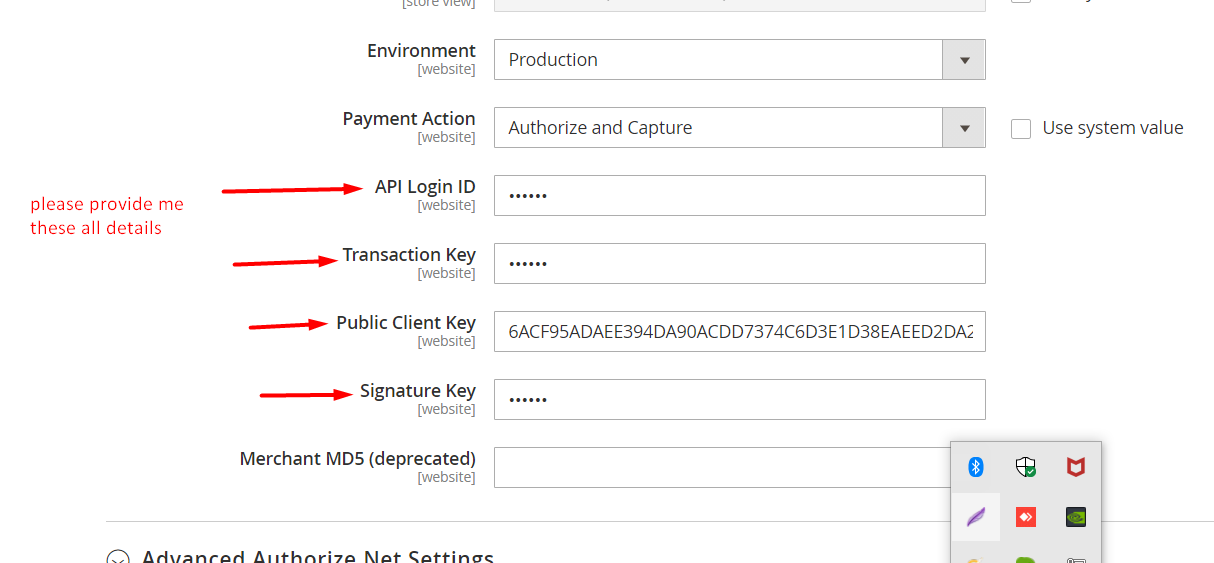 [store view]
Environment
[website]
Production
Payment Action
[website]
Authorize and Capture
Use system value
please provide me
these all details
API Login ID
[website]
••••••
Transaction Key
[website]
••••••
Public Client Key
[website]
6ACF95ADAEE394DA90ACDD7374C6D3E1D38EAEED2DA2
Signature Key
[website]
••••••
Merchant MD5 (deprecated)
[website]
Advanced Authorize Net Settings